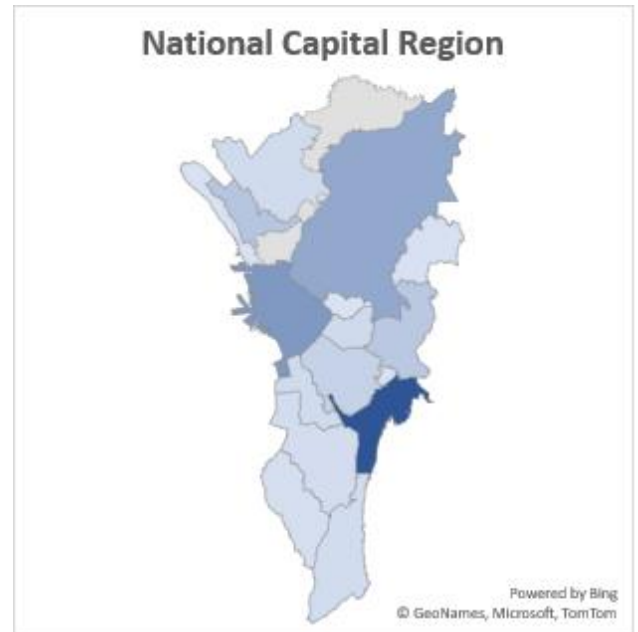 National Capital Region
Powered by Bing
© GeoNames, Microsoft, TomTom